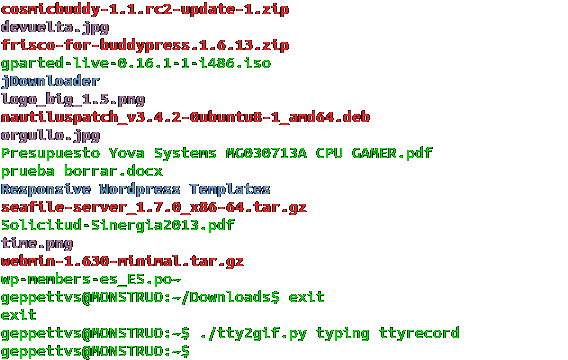 cosmicbuddy-1.1.rc2-update-1.zip
devuelta.jpg
frisco-for-buddypress.1.6.13.zip
gparted-live-0.16.1-1-i486.iso
jDownloader
logo_big_1.5.png
nautiluspatch_v3.4.2-0ubuntu8-1_amd64.deb
orgullo.jpg
Presupuesto Yova Systems MG030713A CPU GAMER.pdf
prueba borrar.docx
Responsive Wordpress Templates
seafile-server_1.7.0_x86-64.tar.gz
Solicitud-Sinergia2013.pdf
time.png
webmin-1.630-minimal.tar.gz
wp-members-es_ES.po~
geppettvs@MONSTRUO:~/Downloads$ exit
exit
geppettvs@MONSTRUO:~$ ./tty2gif.py typing ttyrecord
geppettvs@MONSTRUO:~$